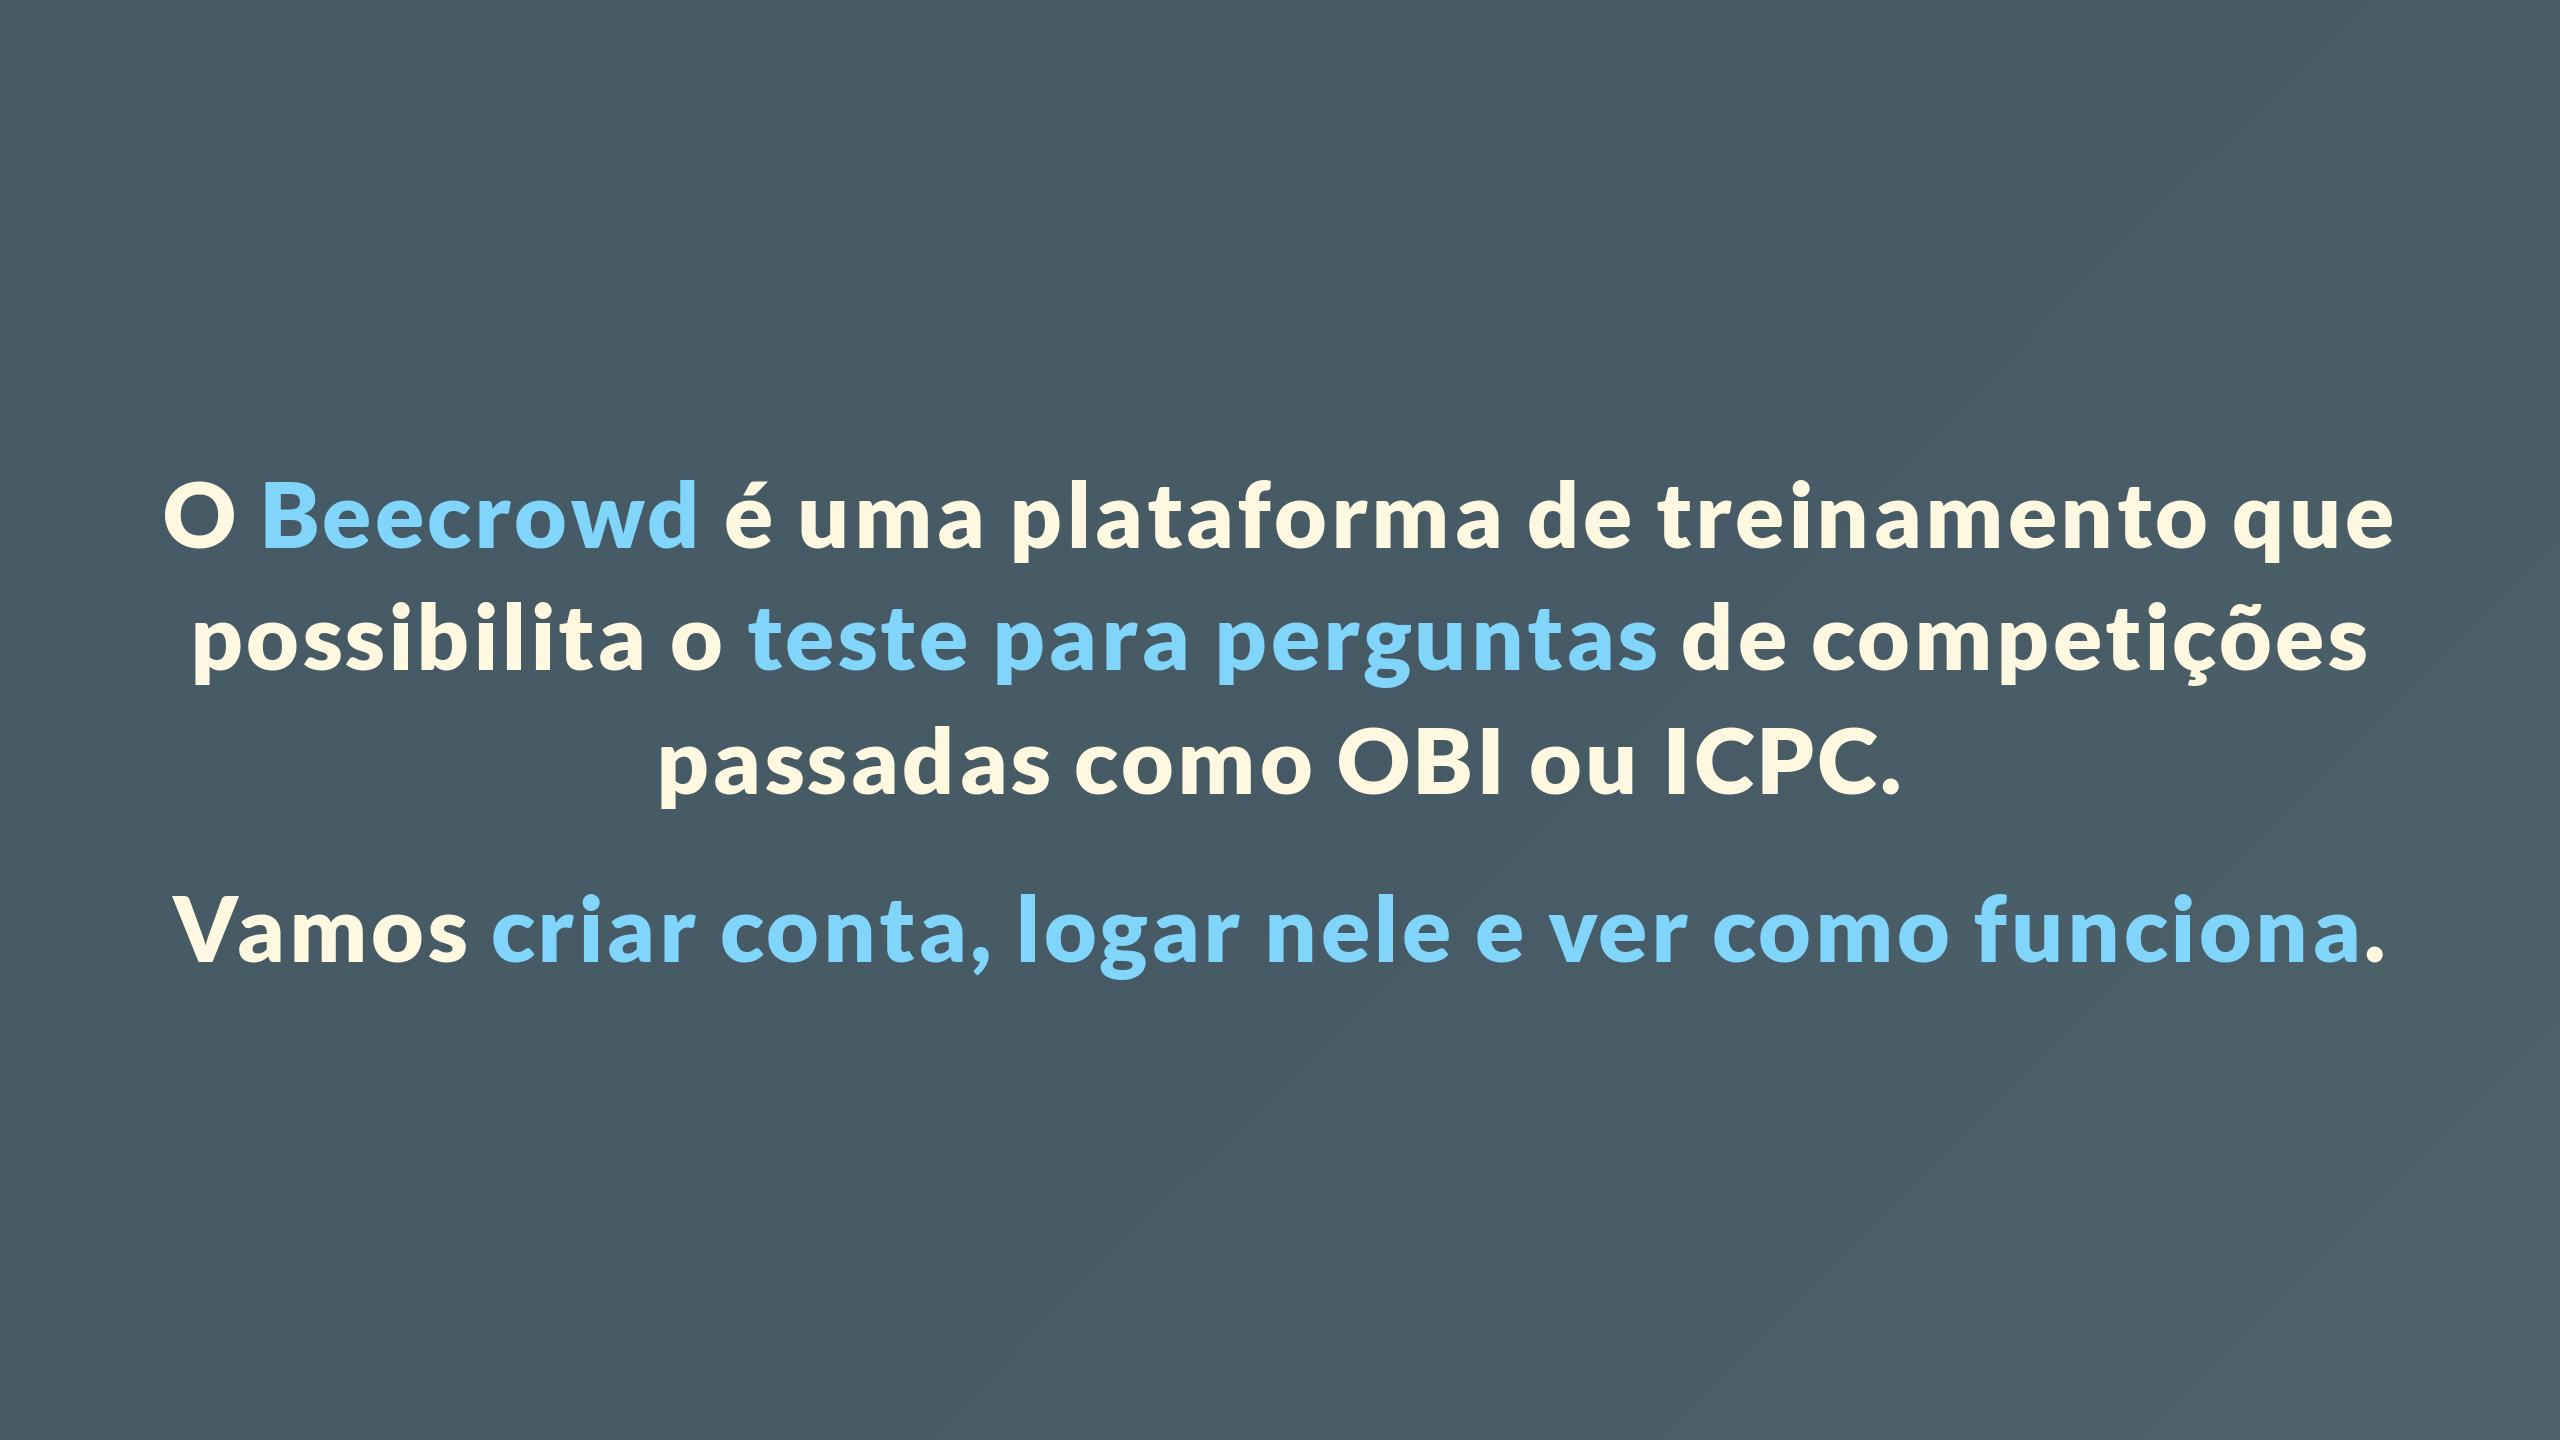 O Beecrowd é uma plataforma de treinamento que
possibilita o teste para perguntas de competições
passadas como OBI ou ICPC.
Vamos criar conta, logar nele e ver como funciona.